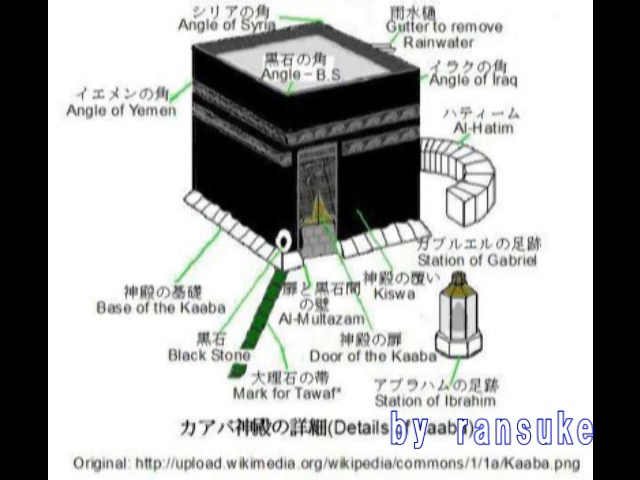 シリアの角
Angle of Syria
雨水樋
Gutter to remove
Rainwater
黒石の角
Angle - B.S.
イラクの角
Angle of Iraq
イエメンの角
Angle of Yemen
ハティーム
Al-Hatim
ガブルエルの足跡
Station of Gabriel
神殿の基礎
Base of the Kaaba
扉と黒石間
の壁
Al-Multazam
神殿の覆い
Kiswa
黒石
Black Stone
神殿の扉
Door of the Kaaba
大理石の帯
Mark for Tawaf*
アブラハムの足跡
Station of Ibrahim
カアバ神殿の詳細(Details
by ransuke
Original: http://upload.wikimedia.org/wikipedia/commons/1/1a/Kaaba.png